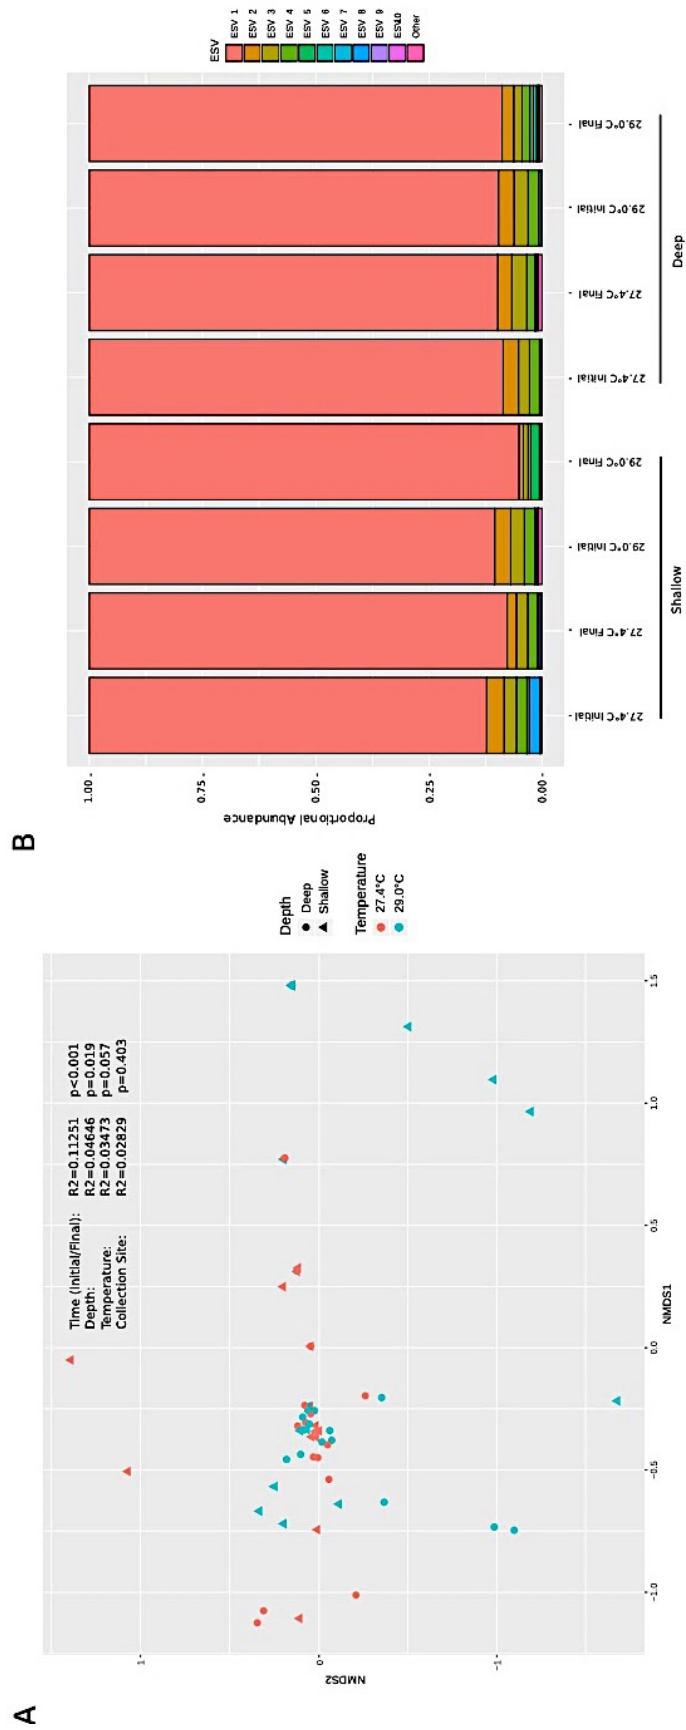 A
Time (Initial/Final): R2=0.11251 p<0.001
Depth: R2=0.04646 p=0.019
Temperature: R2=0.03473 p=0.057
Collection Site: R2=0.02829 p=0.403
1
0
-1
NMDS2
-1.0
-0.5
0.0
0.5
1.0
1.5
NMDS1
Depth
Deep
Shallow
Temperature
27.4°C
29.0°C
B
Proportional Abundance
1.00
0.75
0.50
0.25
0.00
27.4°C Initial
27.4°C Final
29.0°C Initial
29.0°C Final
27.4°C Initial
27.4°C Final
29.0°C Initial
29.0°C Final
Shallow
Deep
ESV
ESV 1
ESV 2
ESV 3
ESV 4
ESV 5
ESV 6
ESV 7
ESV 8
ESV 9
ESV10
Other